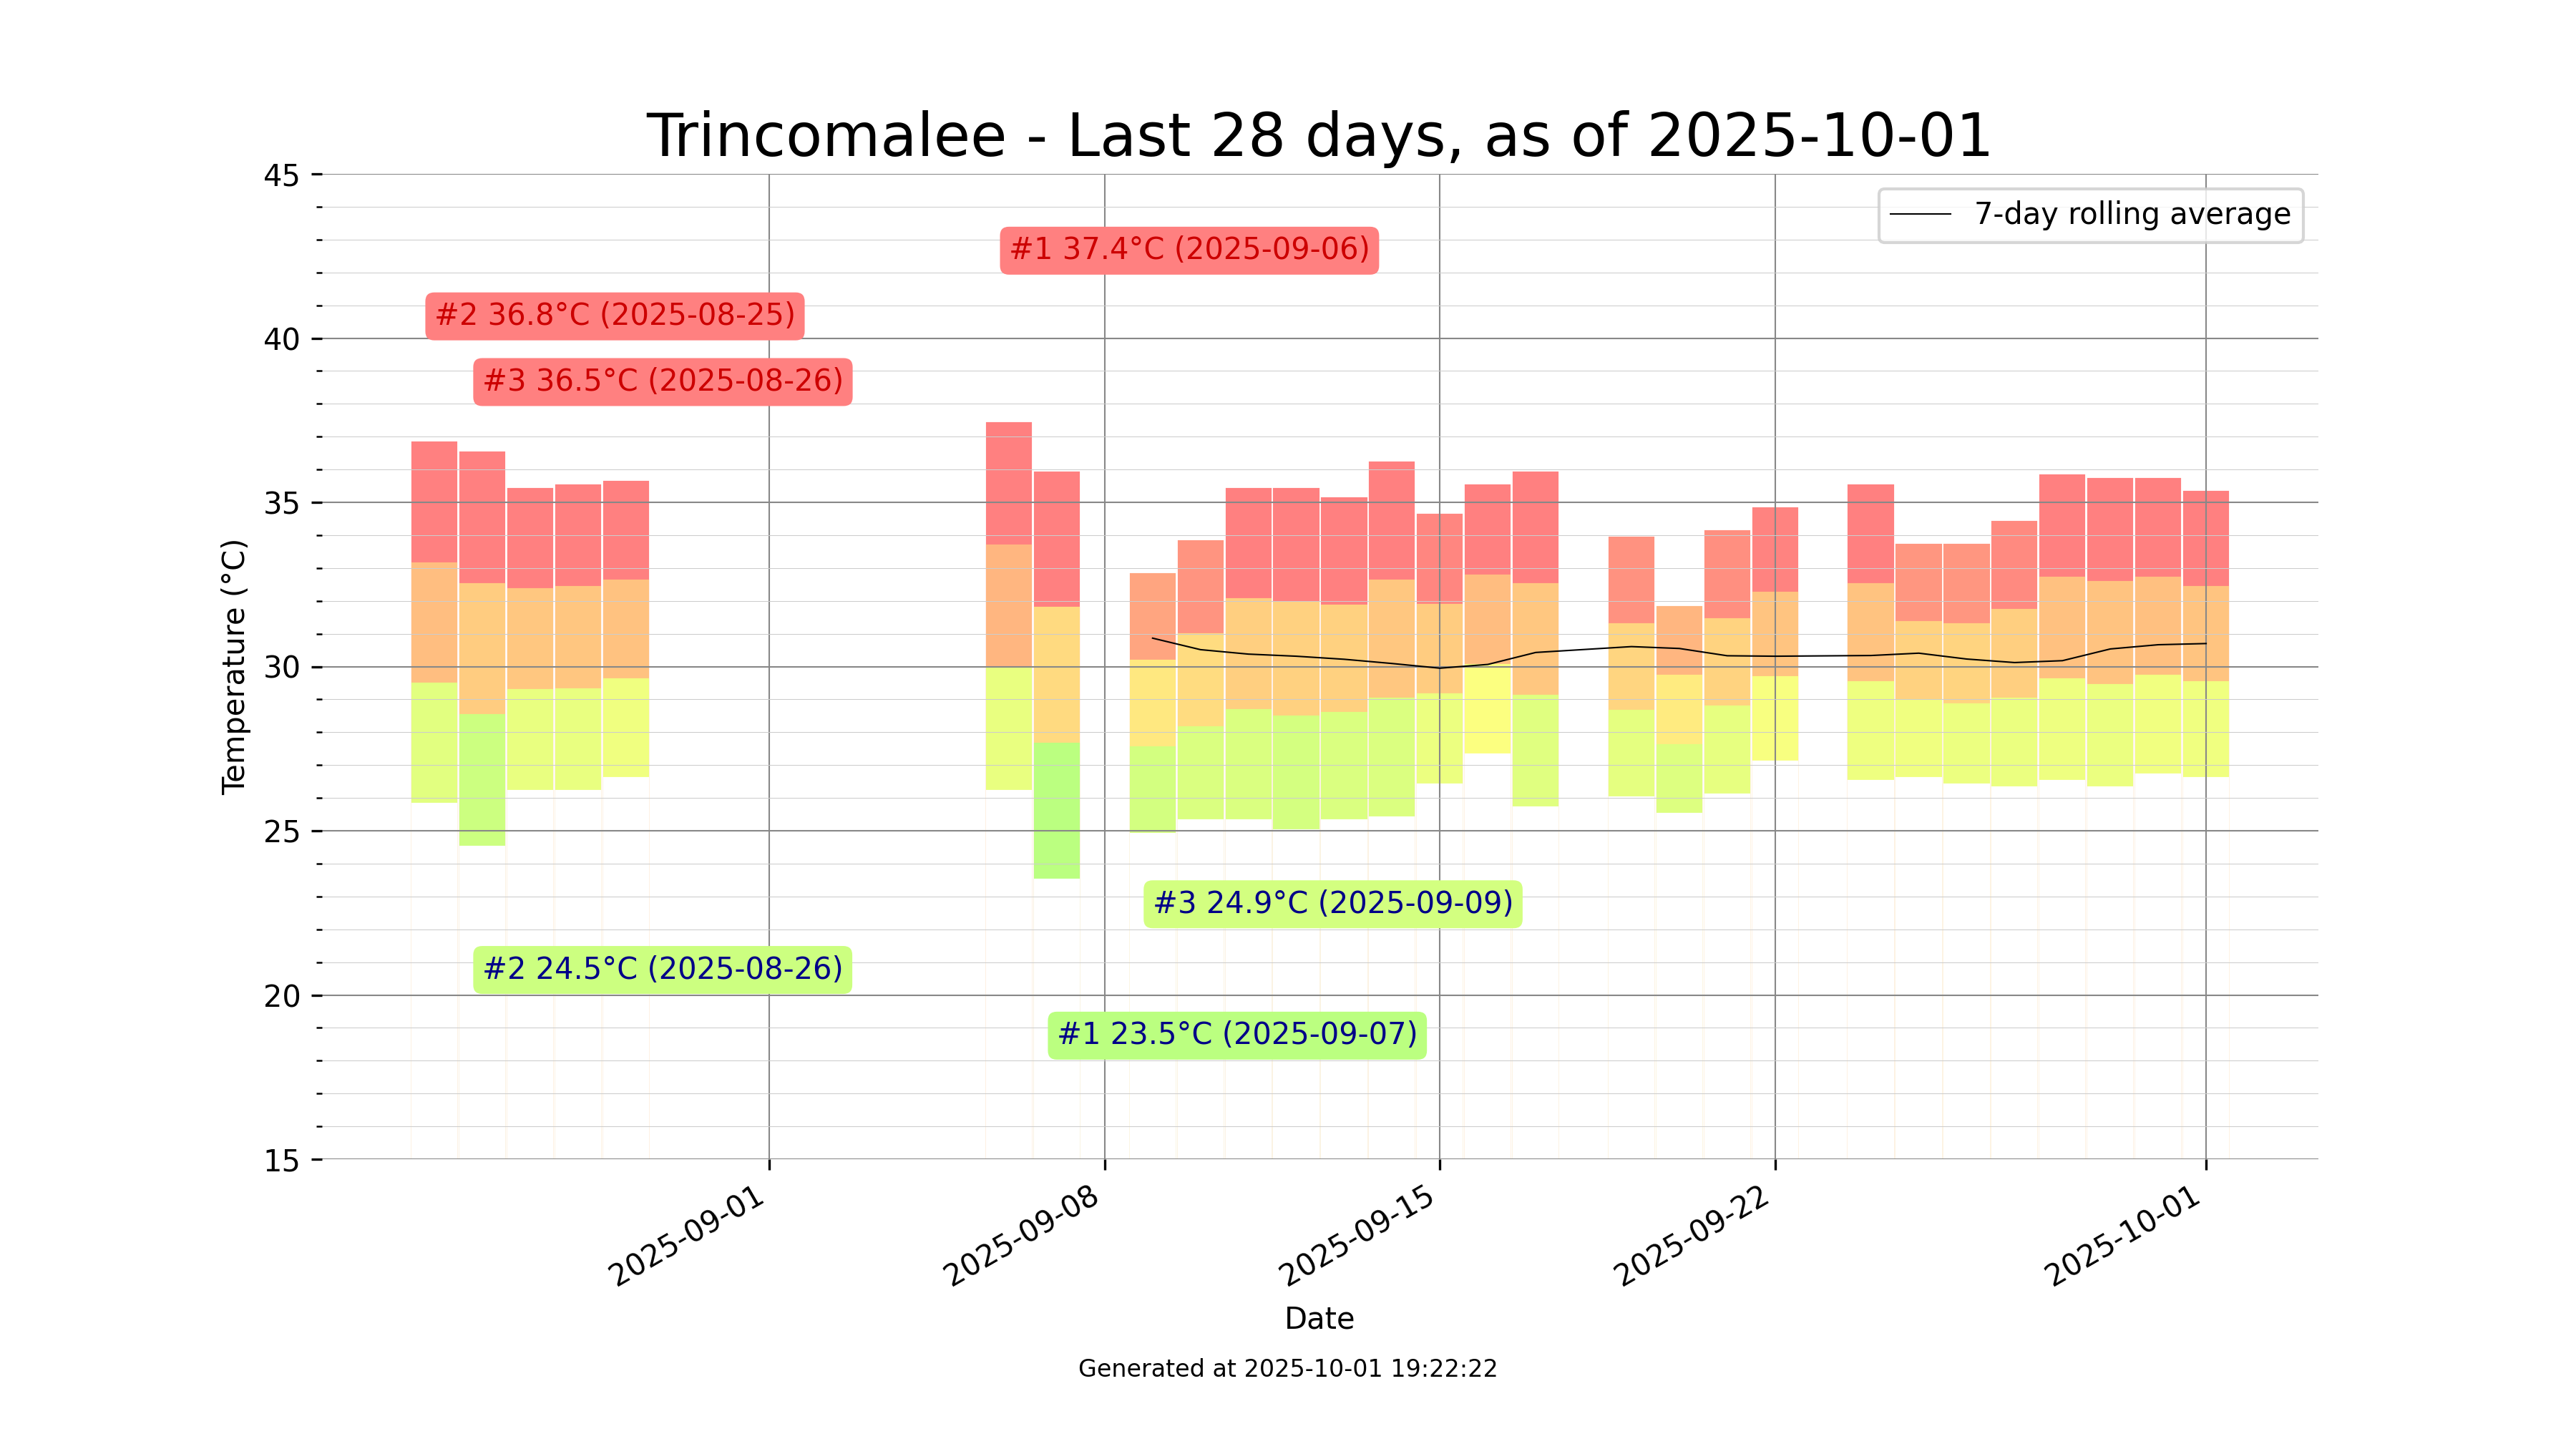 Trincomalee - Last 28 days, as of 2025-10-01
45
40
35
30
25
20
15
Temperature (°C)
7-day rolling average
#1 37.4°C (2025-09-06)
#2 36.8°C (2025-08-25)
#3 36.5°C (2025-08-26)
#3 24.9°C (2025-09-09)
#2 24.5°C (2025-08-26)
#1 23.5°C (2025-09-07)
2025-09-01
2025-09-08
2025-09-15
2025-09-22
2025-10-01
Date
Generated at 2025-10-01 19:22:22